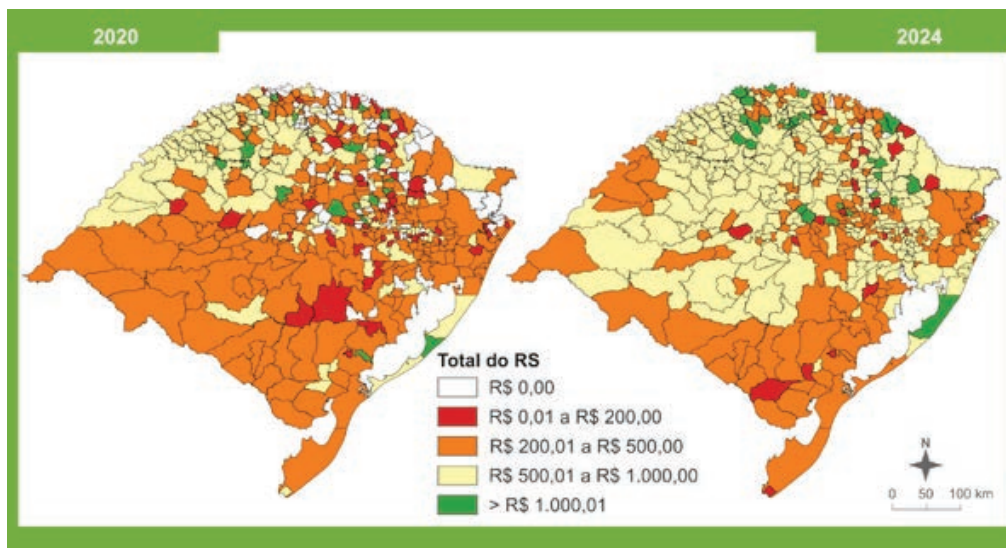 2020
2024
Total do RS
R$ 0,00
R$ 0,01 a R$ 200,00
R$ 200,01 a R$ 500,00
R$ 500,01 a R$ 1.000,00
> R$ 1.000,01
N
0 50 100 km